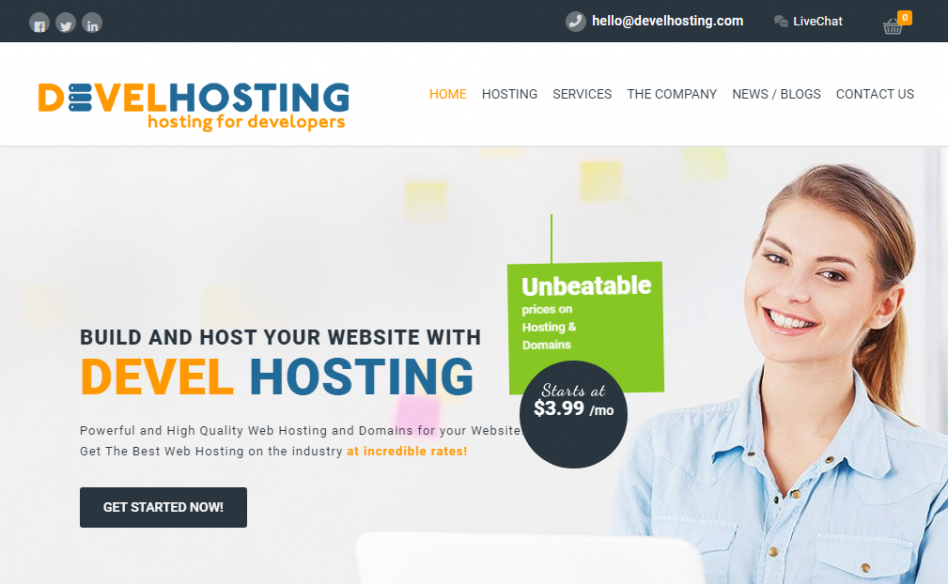 hello@develhosting.com
LiveChat
0
DEVELHOSTING
hosting for developers
HOME
HOSTING
SERVICES
THE COMPANY
NEWS / BLOGS
CONTACT US
Unbeatable
prices on
Hosting &
Domains
Starts at
$3.99 /mo
BUILD AND HOST YOUR WEBSITE WITH
DEVEL HOSTING
Powerful and High Quality Web Hosting and Domains for your Website.
Get The Best Web Hosting on the industry at incredible rates!
GET STARTED NOW!